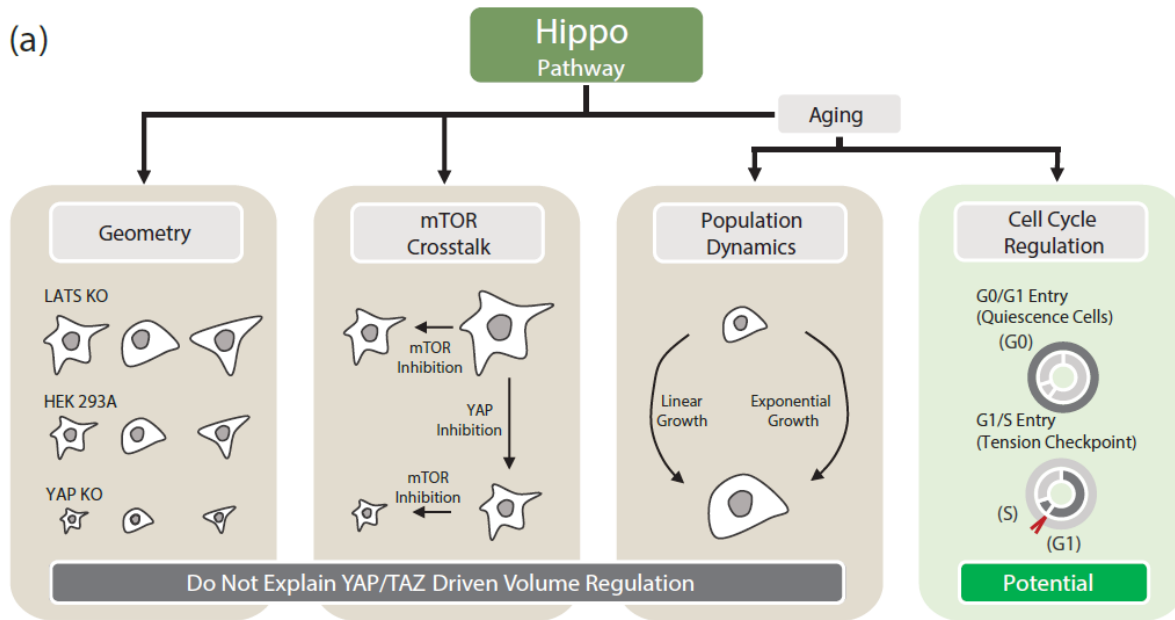 (a)
Hippo
Pathway
Aging
Geometry
LATS KO
HEK 293A
YAP KO
mTOR
Crosstalk
mTOR
Inhibition
YAP
Inhibition
mTOR
Inhibition
Population
Dynamics
Linear
Growth
Exponential
Growth
Cell Cycle
Regulation
G0/G1 Entry
(Quiescence Cells)
(G0)
G1/S Entry
(Tension Checkpoint)
(S)
(G1)
Do Not Explain YAP/TAZ Driven Volume Regulation
Potential